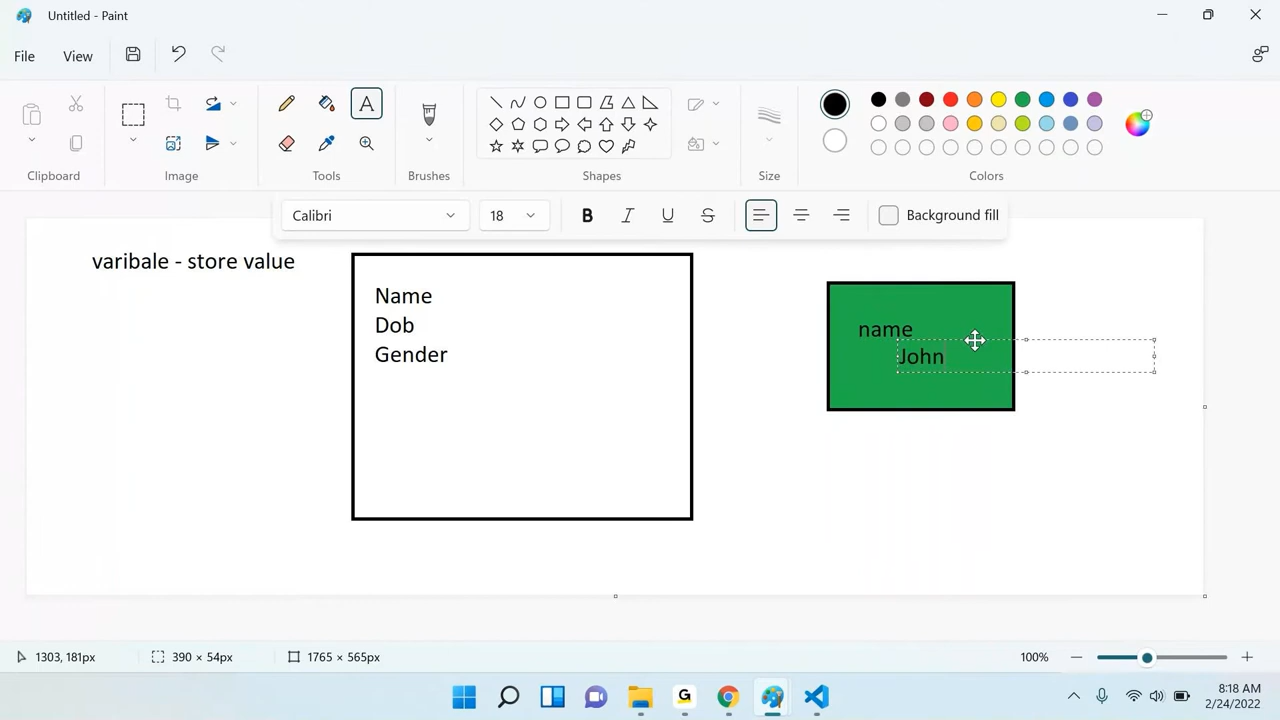 Untitled - Paint
File
View
Clipboard
Image
Tools
Brushes
Shapes
Size
Colors
Calibri
18
B
I
U
S
Background fill
varibale - store value
Name
Dob
Gender
name
John
1303, 181px
390 × 54px
1765 × 565px
100%
G
8:18 AM
2/24/2022